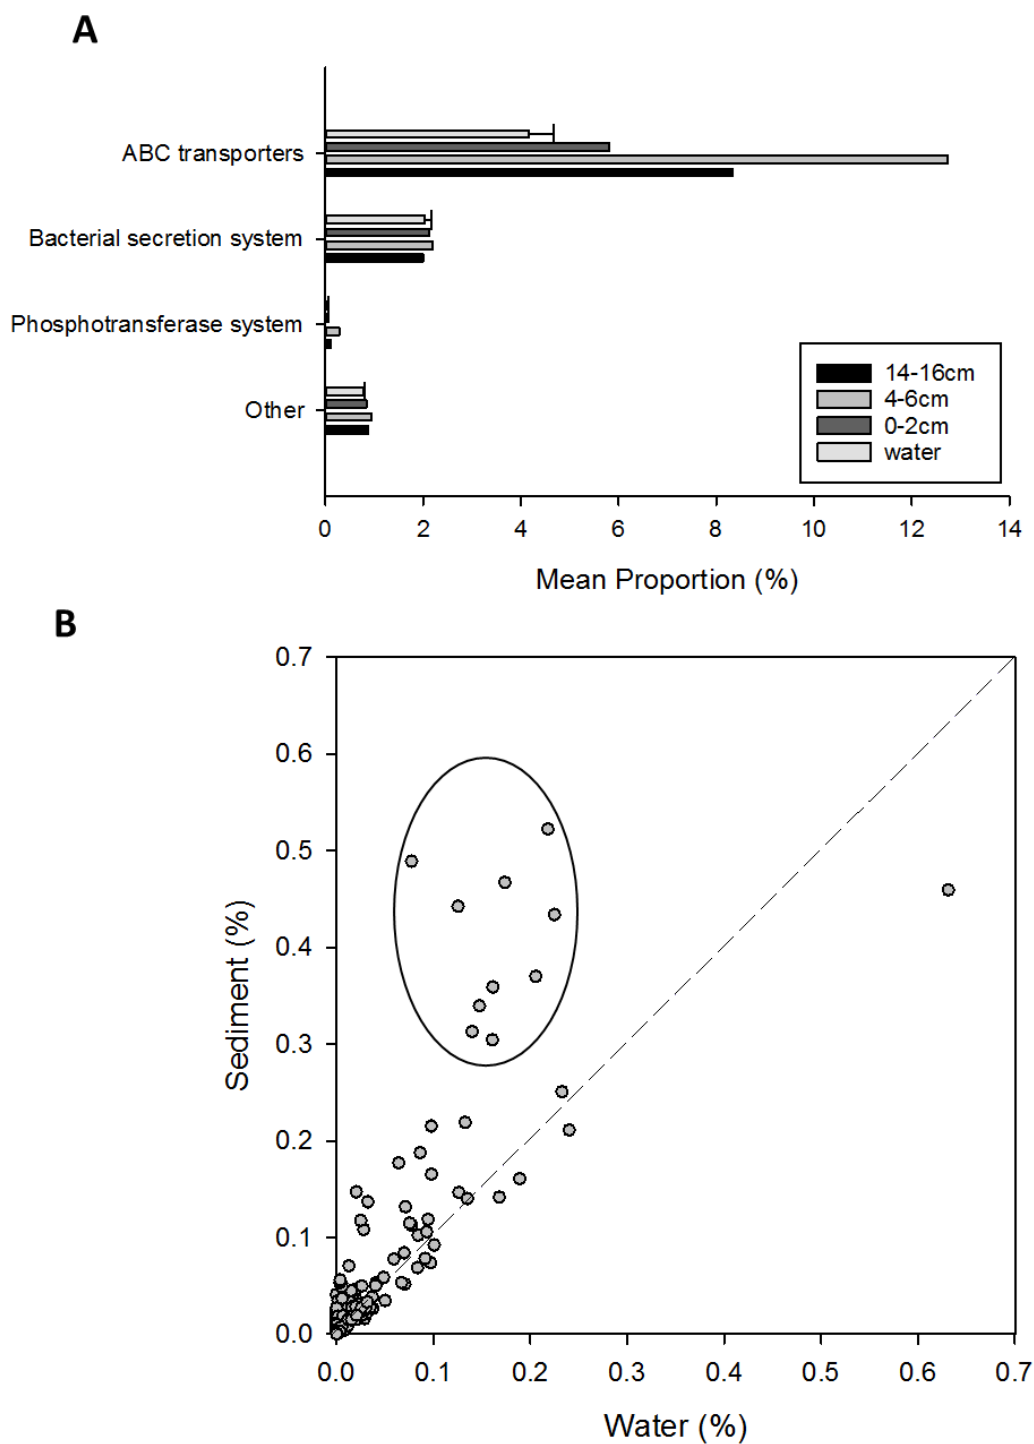 A
ABC transporters
Bacterial secretion system
Phosphotransferase system
Other
14-16cm
4-6cm
0-2cm
water
0 2 4 6 8 10 12 14
Mean Proportion (%)
B
0.7
0.6
0.5
0.4
0.3
0.2
0.1
0.0
Sediment (%)
0.0 0.1 0.2 0.3 0.4 0.5 0.6 0.7
Water (%)